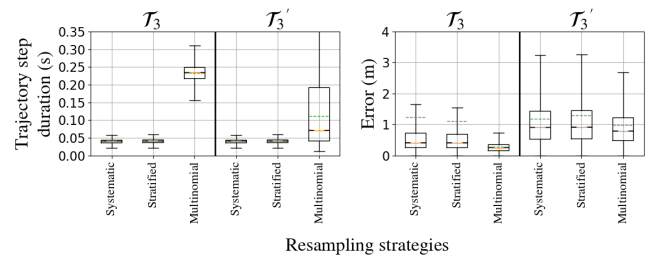 𝒯₃ 𝒯₃′ 𝒯₃ 𝒯₃′
Trajectory step
duration (s)
0.35
0.30
0.25
0.20
0.15
0.10
0.05
0.00
Systematic
Stratified
Multinomial
Systematic
Stratified
Multinomial
Error (m)
4
3
2
1
0
Systematic
Stratified
Multinomial
Systematic
Stratified
Multinomial
Resampling strategies